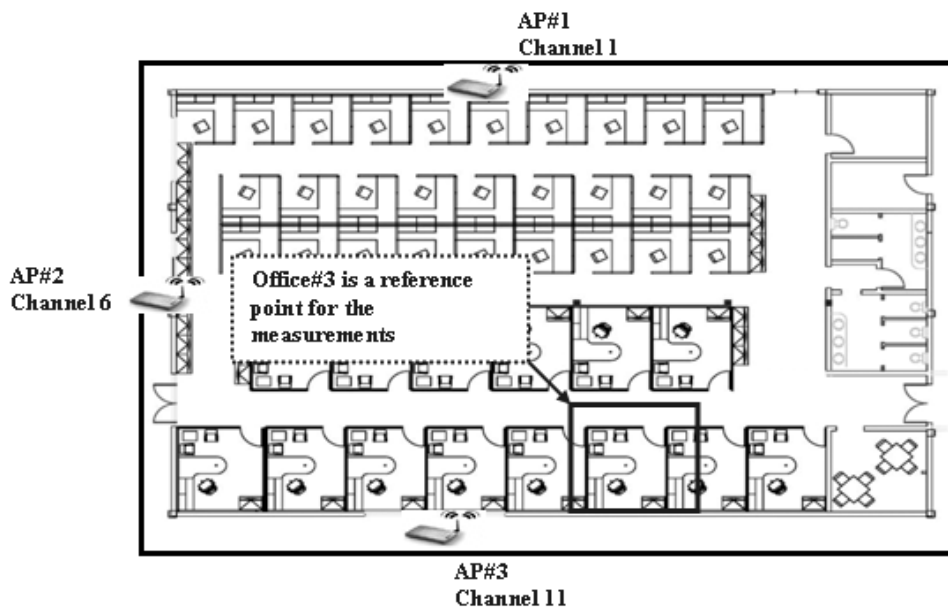 AP#1
Channel 1
AP#2
Channel 6
Office#3 is a reference
point for the
measurements
AP#3
Channel 11